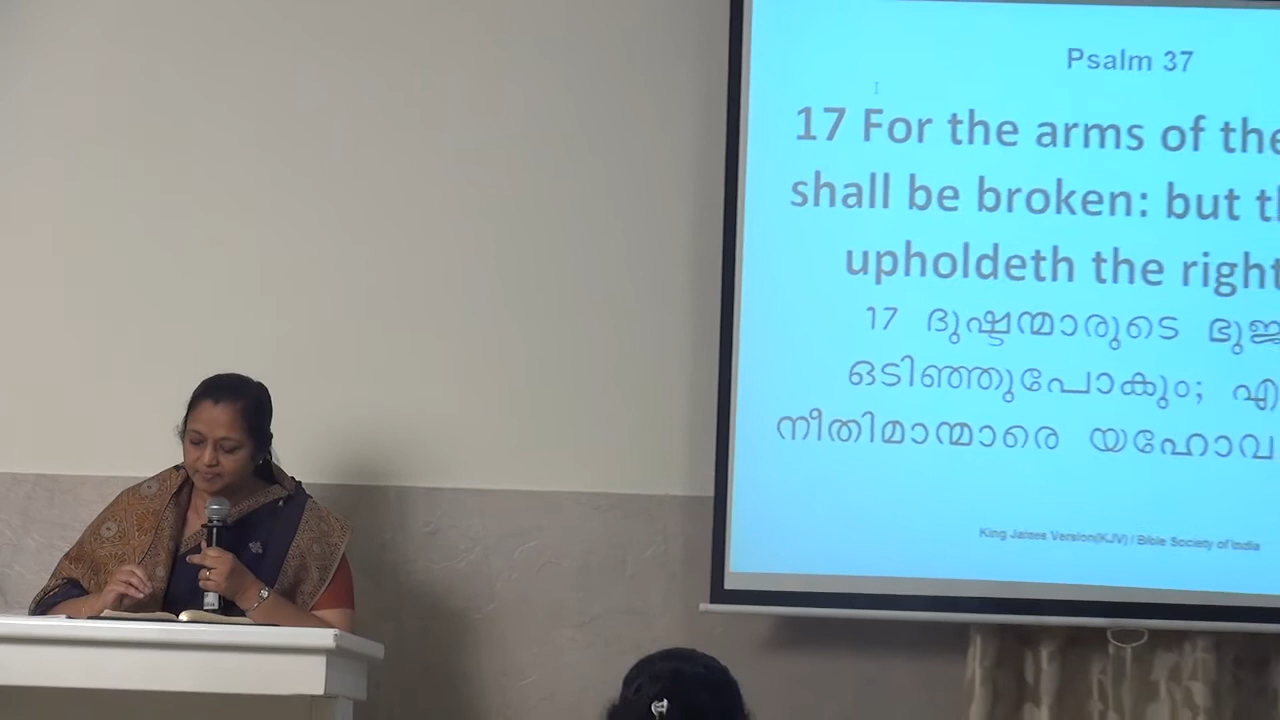 Psalm 37
17 For the arms of the
shall be broken: but
upholdeth the
17 ദുഷ്ടന്മാരുടെ
ഒടിഞ്ഞുപോകും;
നീതിമാന്മാരെ യഹോവ
King James Version(KJV) / Bible Society of India